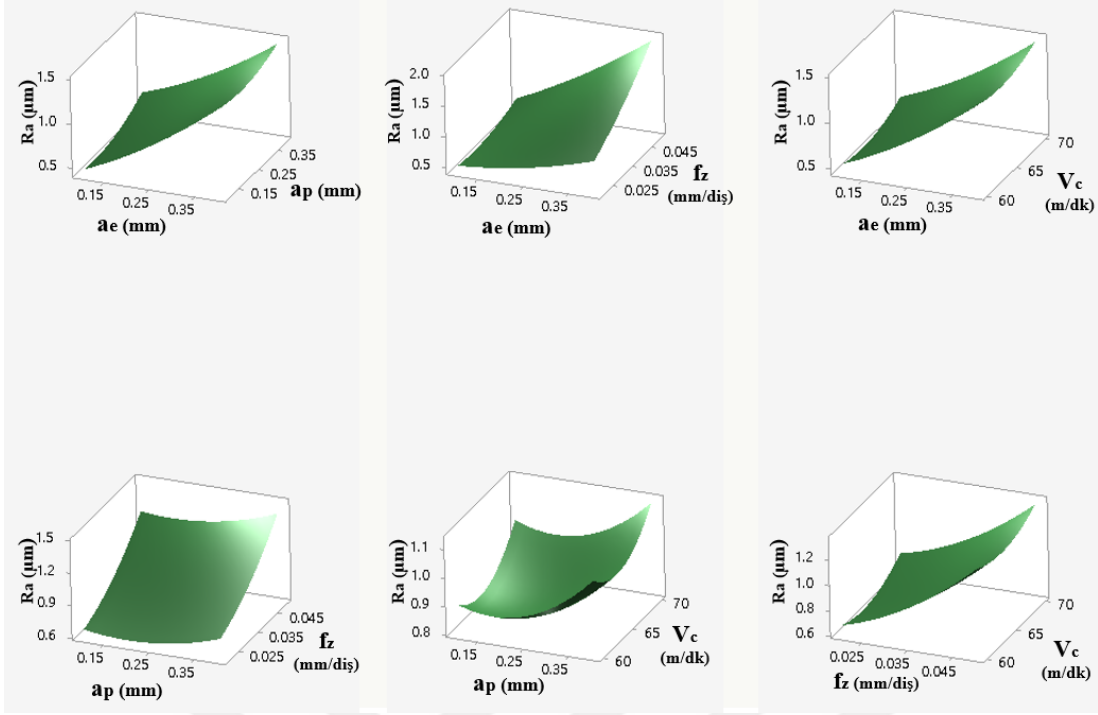 1.5
1.0
0.5
Ra (µm)
0.15
0.25
0.35
ae (mm)
0.15
0.25
0.35
ap (mm)
2.0
1.5
1.0
0.5
Ra (µm)
0.15
0.25
0.35
ae (mm)
0.025
0.035
0.045
fz
(mm/diş)
1.5
1.0
0.5
Ra (µm)
0.15
0.25
0.35
ae (mm)
60
65
70
Vc
(m/dk)
1.5
1.2
0.9
0.6
Ra (µm)
0.15
0.25
0.35
ap (mm)
0.025
0.035
0.045
fz
(mm/diş)
1.1
1.0
0.9
0.8
Ra (µm)
0.15
0.25
0.35
ap (mm)
60
65
70
Vc
(m/dk)
1.2
1.0
0.8
0.6
Ra (µm)
0.025
0.035
0.045
fz (mm/diş)
60
65
70
Vc
(m/dk)